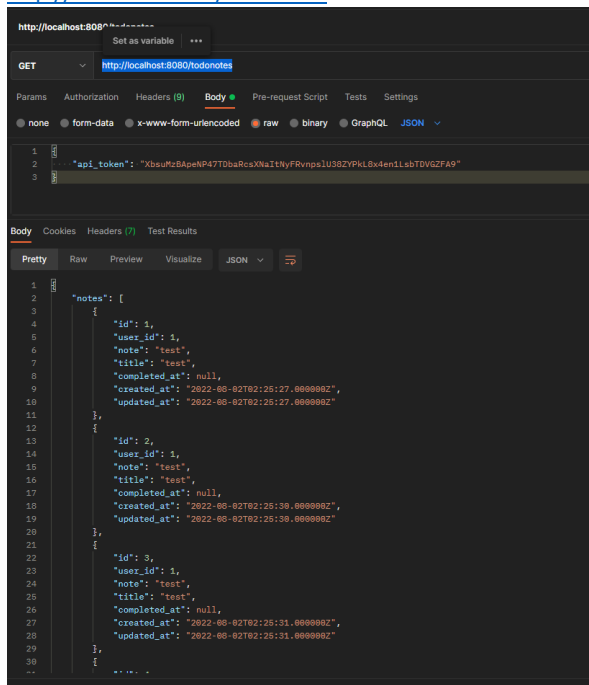 http://localhost:8080/todonotes
Set as variable
GET
http://localhost:8080/todonotes
Params Authorization Headers (9) Body Pre-request Script Tests Settings
none form-data x-www-form-urlencoded raw binary GraphQL JSON
1 {
2 "api_token": "XbsuMzBApeNP47TDbaRcsXNaItNyFRvnpslU38ZYPkL8x4en1LsbTDVGZFA9"
3 }
Body Cookies Headers (7) Test Results
Pretty Raw Preview Visualize JSON
1 {
2 "notes": [
3 {
4 "id": 1,
5 "user_id": 1,
6 "note": "test",
7 "title": "test",
8 "completed_at": null,
9 "created_at": "2022-08-02T02:25:27.000000Z",
10 "updated_at": "2022-08-02T02:25:27.000000Z"
11 },
12 {
13 "id": 2,
14 "user_id": 1,
15 "note": "test",
16 "title": "test",
17 "completed_at": null,
18 "created_at": "2022-08-02T02:25:30.000000Z",
19 "updated_at": "2022-08-02T02:25:30.000000Z"
20 },
21 {
22 "id": 3,
23 "user_id": 1,
24 "note": "test",
25 "title": "test",
26 "completed_at": null,
27 "created_at": "2022-08-02T02:25:31.000000Z",
28 "updated_at": "2022-08-02T02:25:31.000000Z"
29 },
30 {